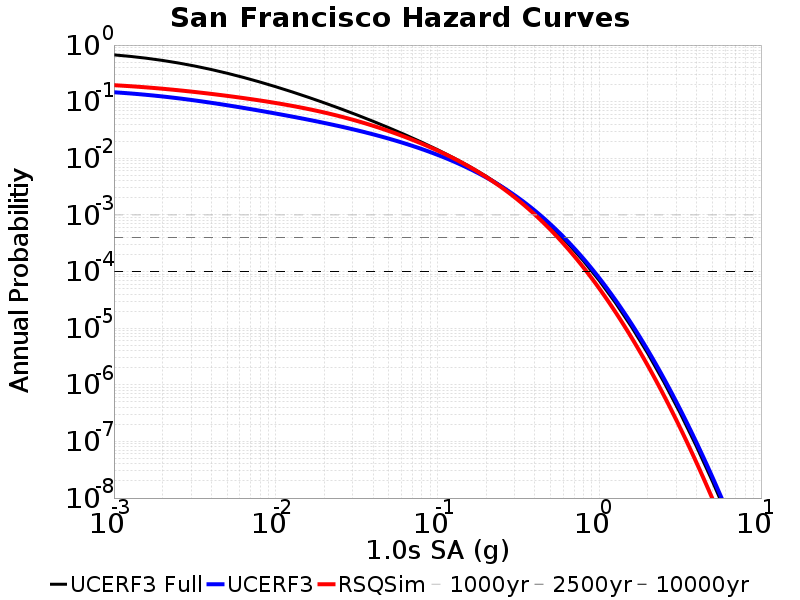 San Francisco Hazard Curves
10^0
10^-1
10^-2
10^-3
10^-4
10^-5
10^-6
10^-7
10^-8
Annual Probabilitiy
10^-3 10^-2 10^-1 10^0 10^1
1.0s SA (g)
UCERF3 Full UCERF3 RSQSim 1000yr 2500yr 10000yr